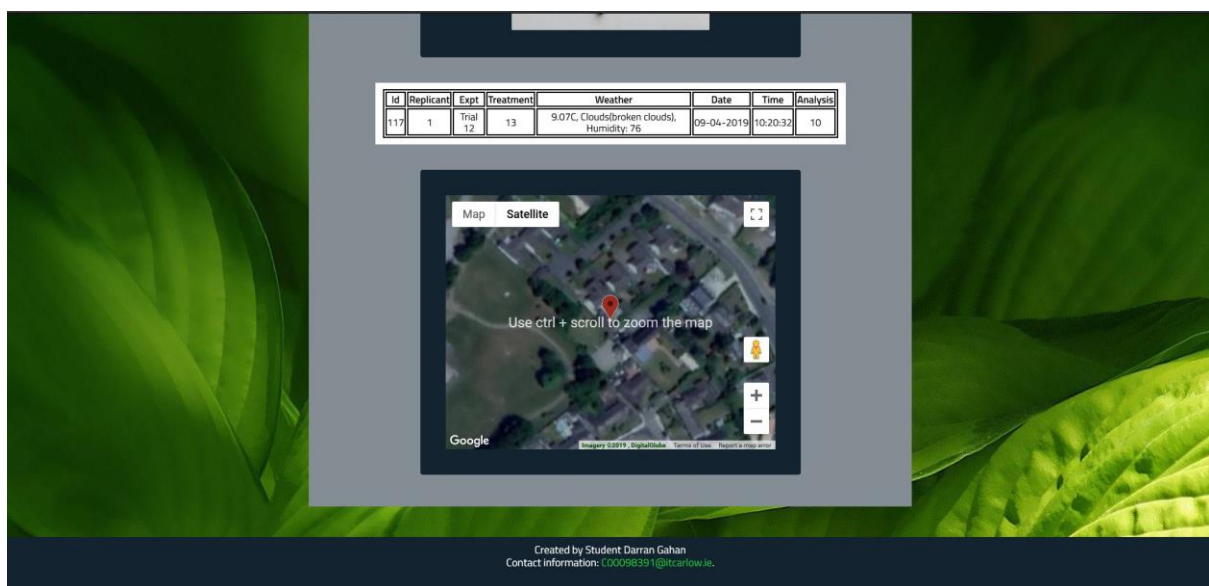 Id Replicant Expt Treatment Weather Date Time Analysis
117 1 Trial 12 13 9.07C, Clouds(broken clouds), Humidity: 76 09-04-2019 10:20:32 10
Map Satellite
Use ctrl + scroll to zoom the map
Google
Imagery ©2019 , DigitalGlobe Terms of Use Report a map error
Created by Student Darran Gahan
Contact information: C00098391@itcarlow.ie.